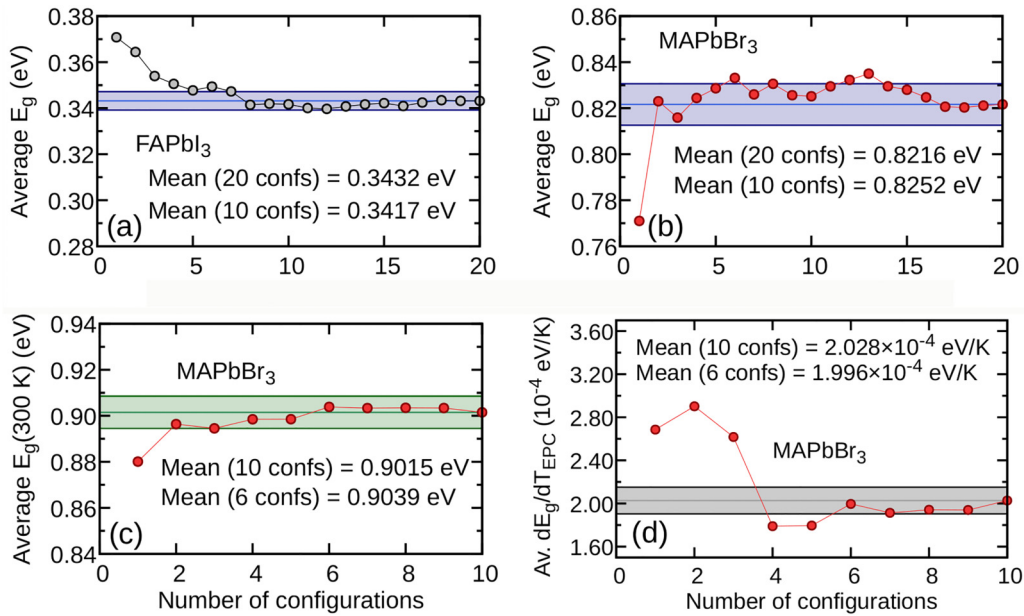 0.38
0.36
0.34
0.32
0.30
0.28
Average E_g (eV)
FAPbI_3
Mean (20 confs) = 0.3432 eV
Mean (10 confs) = 0.3417 eV
(a)
0 5 10 15 20
0.86
0.84
0.82
0.80
0.78
0.76
Average E_g (eV)
MAPbBr_3
Mean (20 confs) = 0.8216 eV
Mean (10 confs) = 0.8252 eV
(b)
0 5 10 15 20
0.94
0.92
0.90
0.88
0.86
0.84
Average E_g(300 K) (eV)
MAPbBr_3
Mean (10 confs) = 0.9015 eV
Mean (6 confs) = 0.9039 eV
(c)
0 2 4 6 8 10
Number of configurations
3.60
3.20
2.80
2.40
2.00
1.60
Av. dE_g/dT_EPC (10^-4 eV/K)
Mean (10 confs) = 2.028×10^-4 eV/K
Mean (6 confs) = 1.996×10^-4 eV/K
MAPbBr_3
(d)
0 2 4 6 8 10
Number of configurations